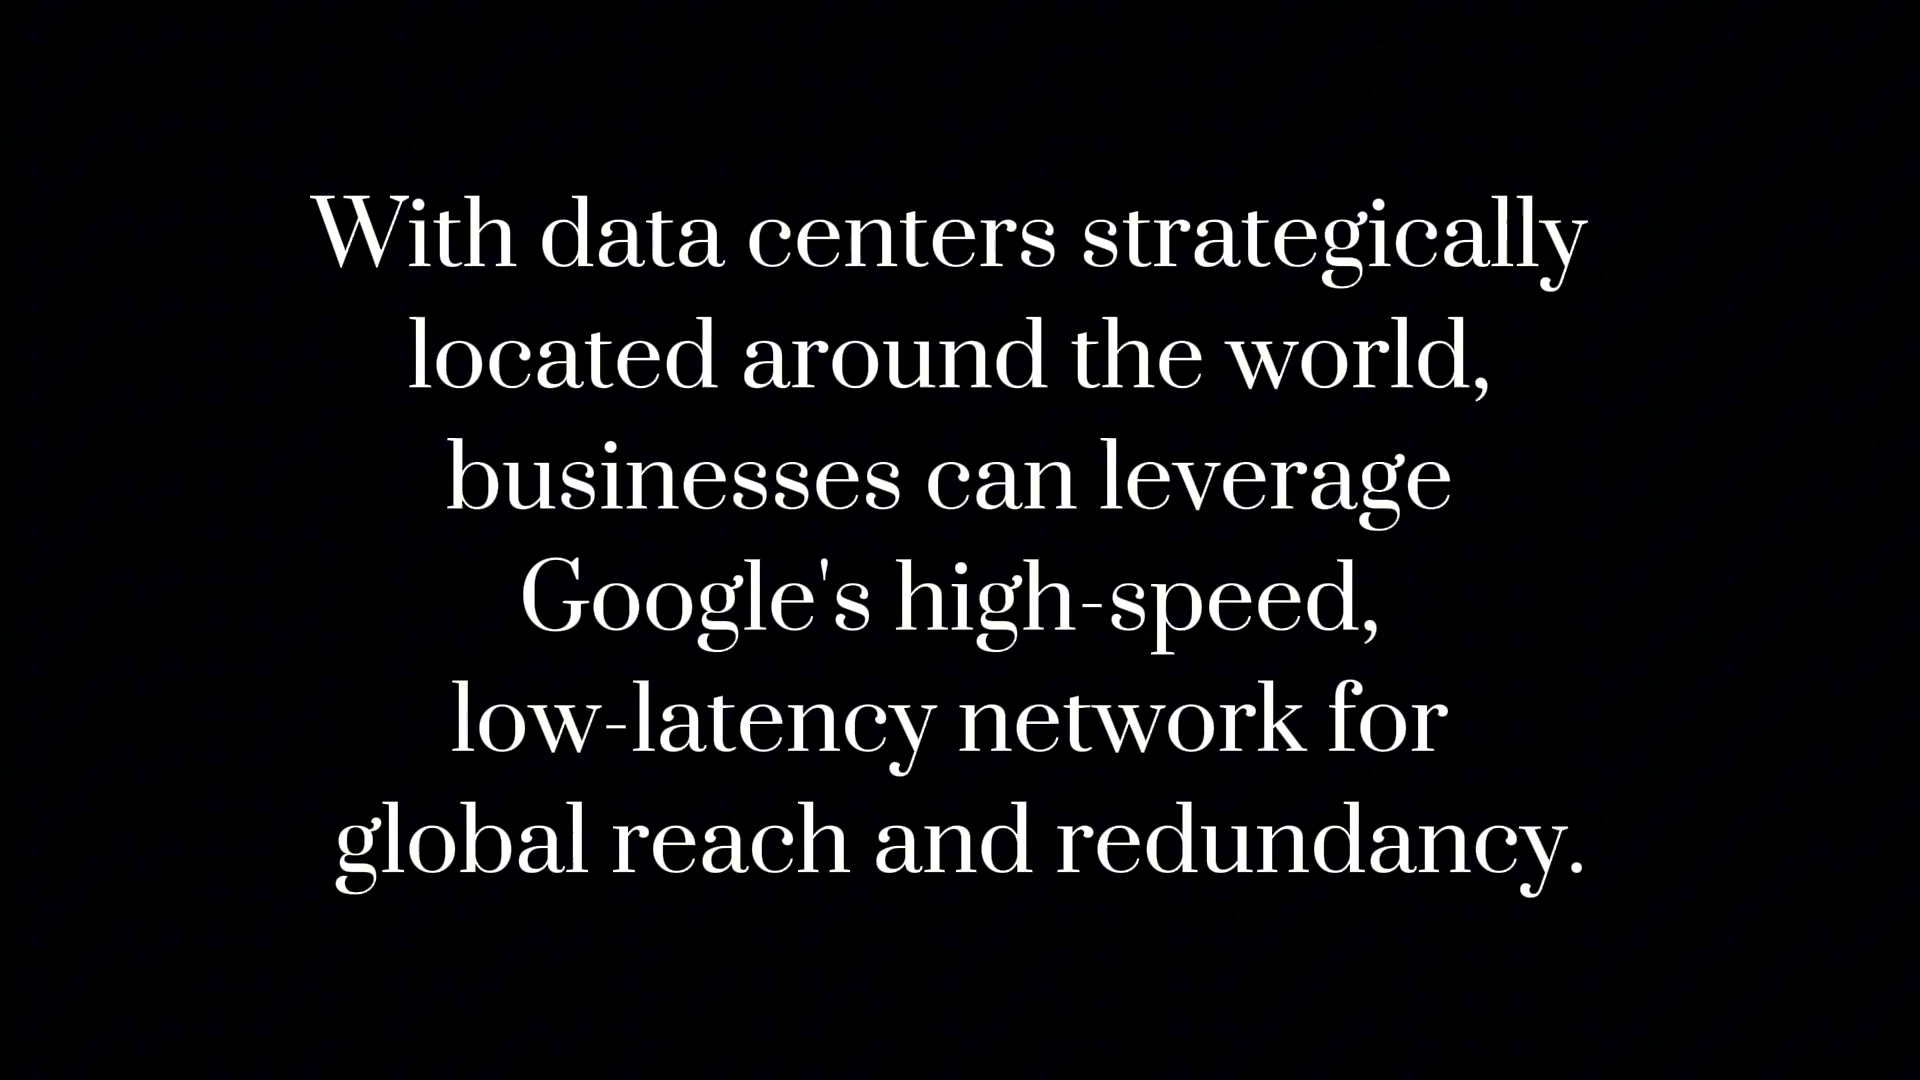 With data centers strategically
located around the world,
businesses can leverage
Google's high-speed,
low-latency network for
global reach and redundancy.